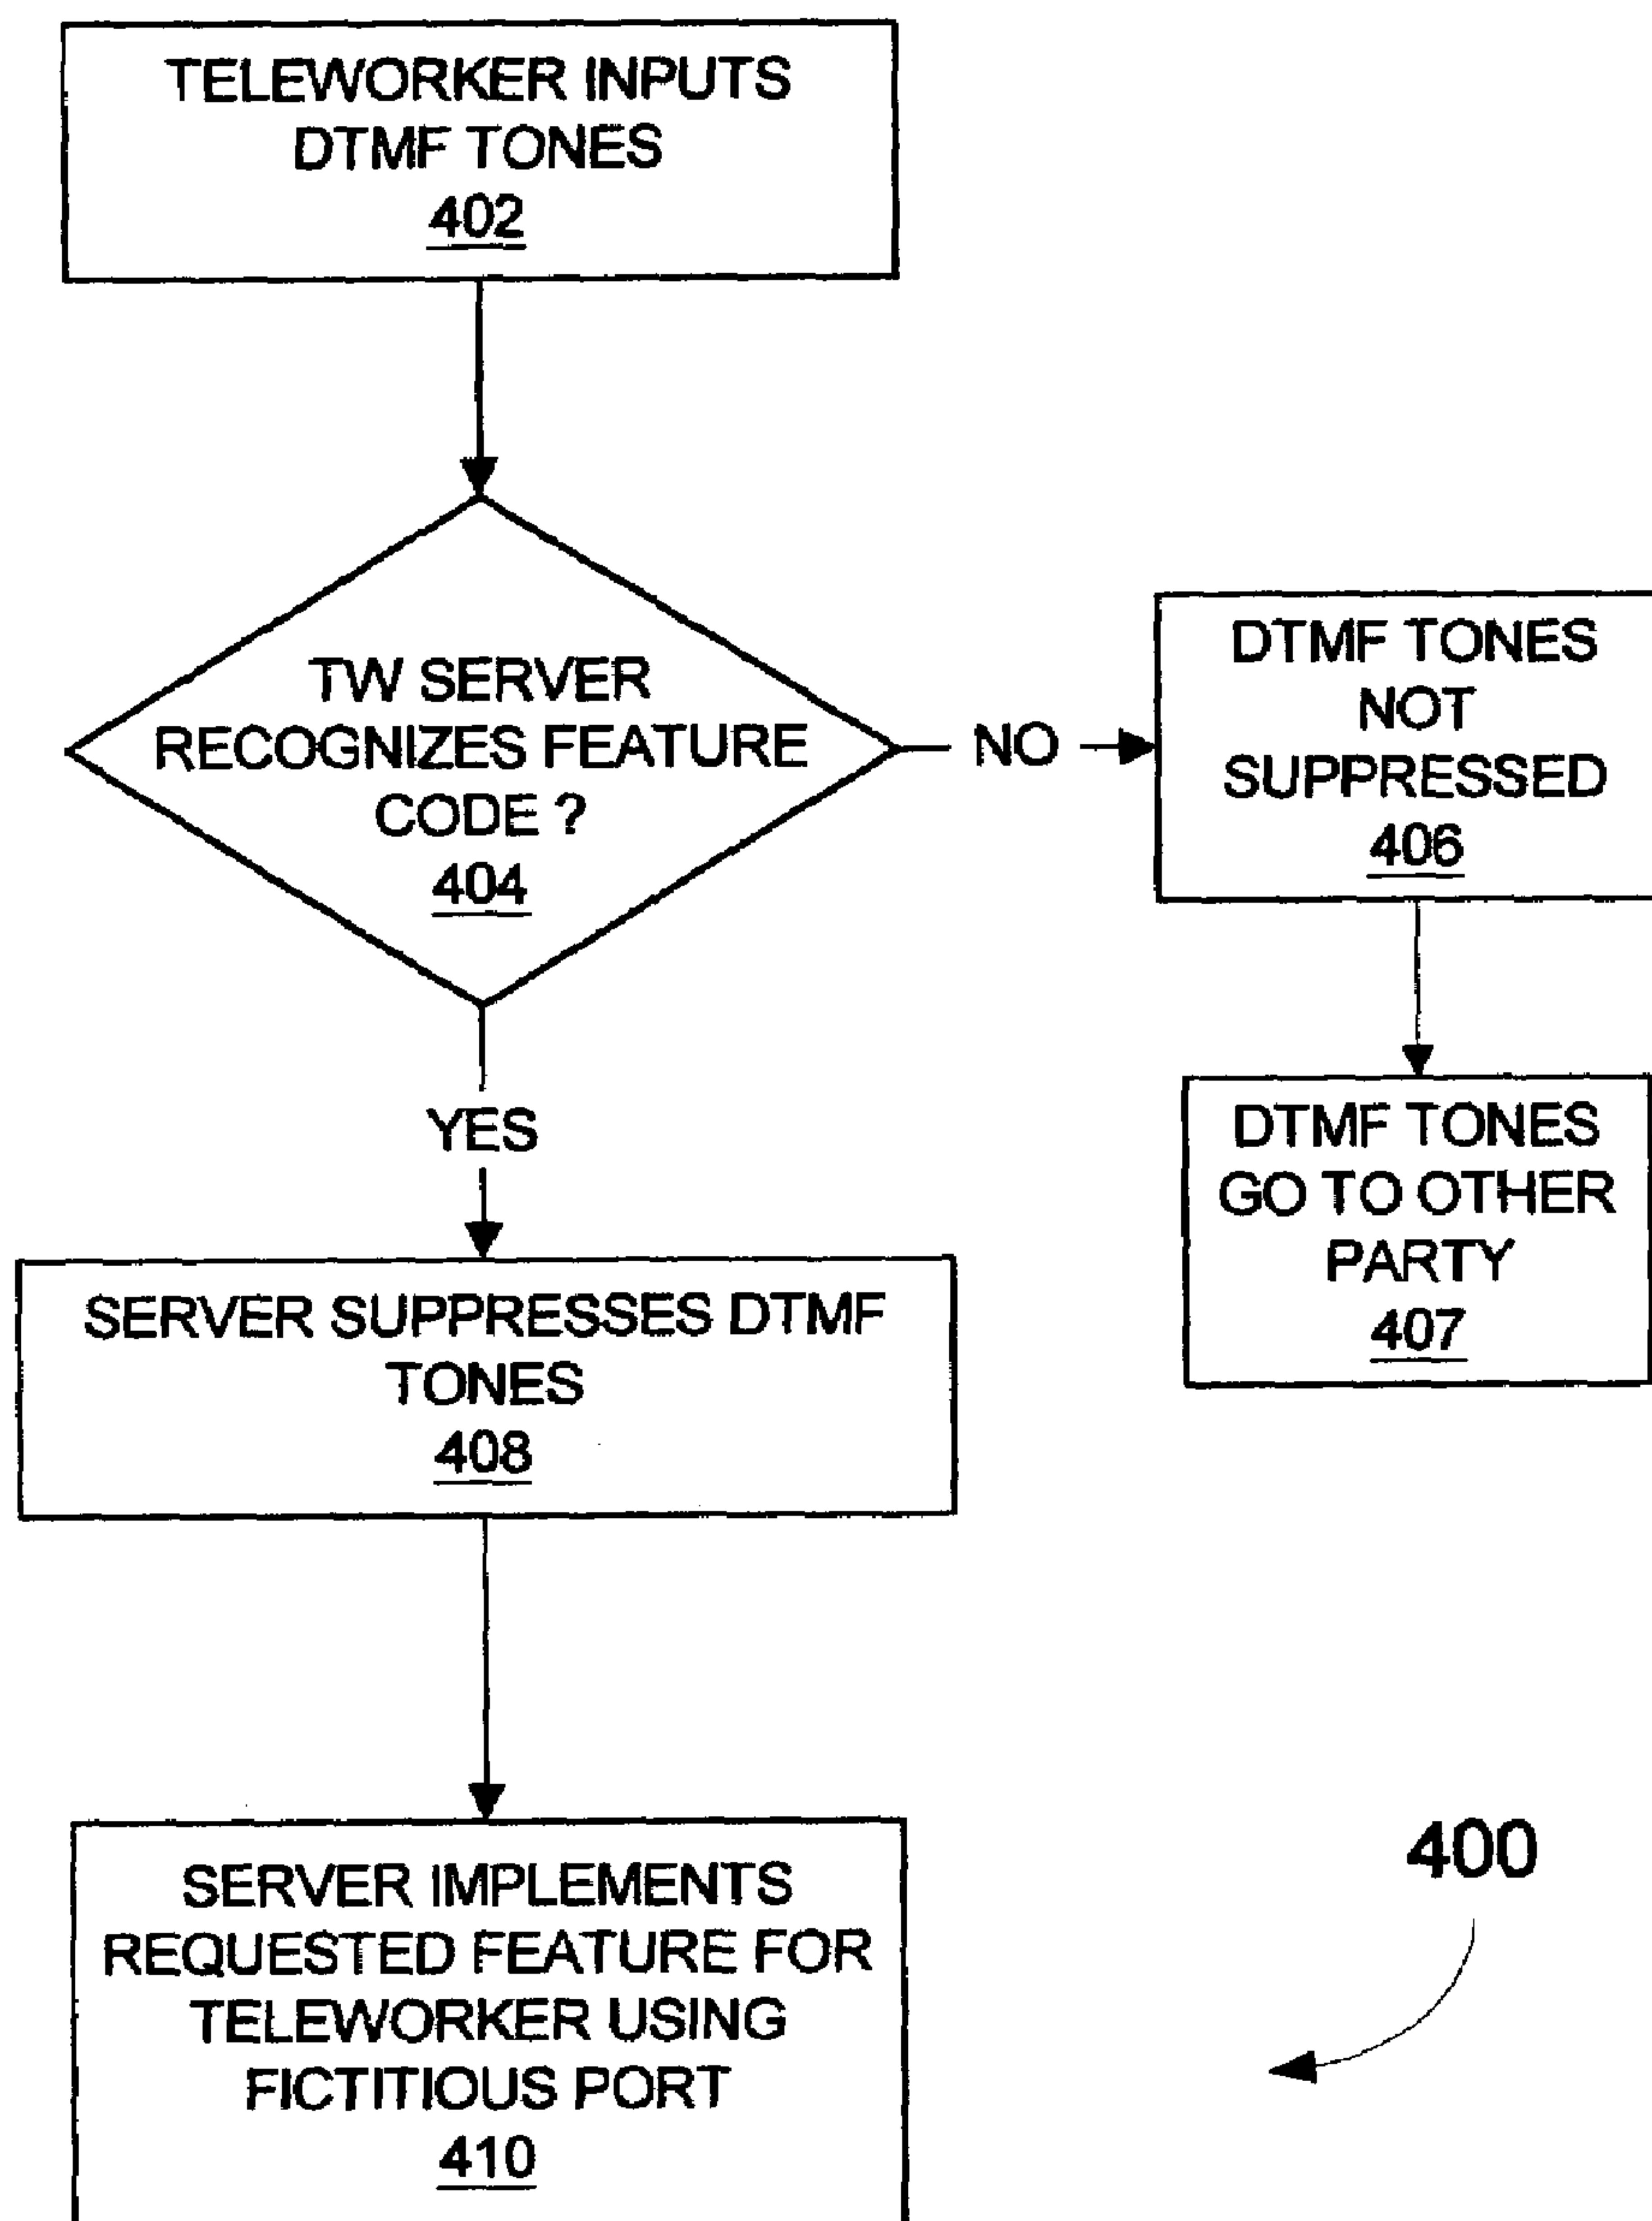 TELEWORKER INPUTS
DTMF TONES
402
TW SERVER
RECOGNIZES FEATURE
CODE ?
404
NO
DTMF TONES
NOT
SUPPRESSED
406
DTMF TONES
GO TO OTHER
PARTY
407
YES
SERVER SUPPRESSES DTMF
TONES
408
SERVER IMPLEMENTS
REQUESTED FEATURE FOR
TELEWORKER USING
FICTITIOUS PORT
410
400